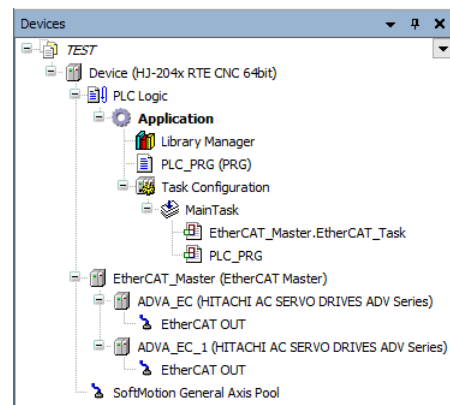 Devices
TEST
Device (HJ-204x RTE CNC 64bit)
PLC Logic
Application
Library Manager
PLC_PRG (PRG)
Task Configuration
MainTask
EtherCAT_Master.EtherCAT_Task
PLC_PRG
EtherCAT_Master (EtherCAT Master)
ADVA_EC (HITACHI AC SERVO DRIVES ADV Series)
EtherCAT OUT
ADVA_EC_1 (HITACHI AC SERVO DRIVES ADV Series)
EtherCAT OUT
SoftMotion General Axis Pool